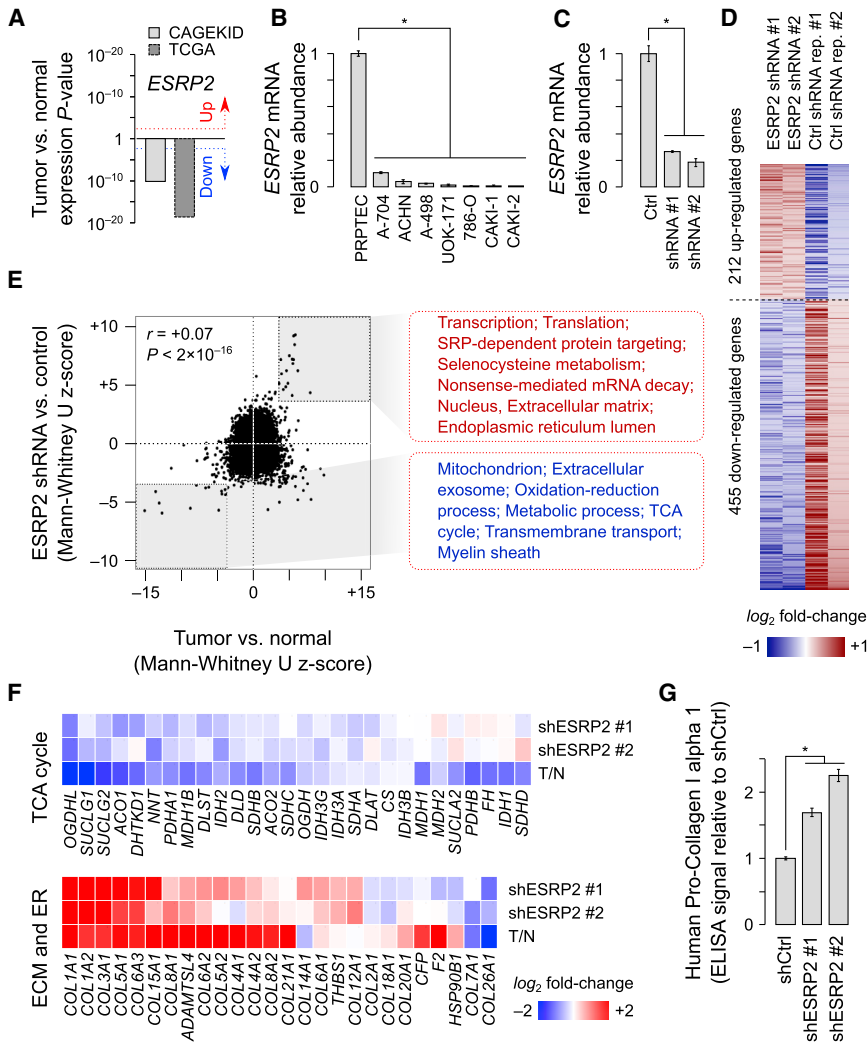 A
CAGEKID
TCGA
Tumor vs. normal
expression P-value
10⁻²⁰
10⁻¹⁰
1
10⁻¹⁰
10⁻²⁰
ESRP2
Up
Down
B
*
ESRP2 mRNA
relative abundance
1
0
PRPTEC
A-704
ACHN
A-498
UOK-171
786-O
CAKI-1
CAKI-2
C
*
ESRP2 mRNA
relative abundance
1
0
Ctrl
shRNA #1
shRNA #2
D
ESRP2 shRNA #1
ESRP2 shRNA #2
Ctrl shRNA rep. #1
Ctrl shRNA rep. #2
212 up-regulated genes
455 down-regulated genes
log₂ fold-change
−1
+1
E
ESRP2 shRNA vs. control
(Mann-Whitney U z-score)
+10
+5
0
−5
−10
r = +0.07
P < 2×10⁻¹⁶
−15
0
+15
Tumor vs. normal
(Mann-Whitney U z-score)
Transcription; Translation;
SRP-dependent protein targeting;
Selenocysteine metabolism;
Nonsense-mediated mRNA decay;
Nucleus, Extracellular matrix;
Endoplasmic reticulum lumen
Mitochondrion; Extracellular
exosome; Oxidation-reduction
process; Metabolic process; TCA
cycle; Transmembrane transport;
Myelin sheath
F
TCA cycle
shESRP2 #1
shESRP2 #2
T/N
OGDHL
SUCLG1
SUCLG2
ACO1
DHTKD1
NNT
PDHA1
MDH1B
DLST
IDH2
DLD
SDHB
ACO2
SDHC
OGDH
IDH3G
IDH3A
SDHA
DLAT
CS
IDH3B
MDH1
MDH2
SUCLA2
PDHB
FH
IDH1
SDHD
ECM and ER
shESRP2 #1
shESRP2 #2
T/N
COL1A1
COL1A2
COL3A1
COL5A1
COL6A3
COL15A1
COL8A1
ADAMTSL4
COL6A2
COL5A2
COL4A1
COL4A2
COL8A2
COL21A1
COL14A1
COL6A1
THBS1
COL12A1
COL2A1
COL18A1
COL20A1
CFP
F2
HSP90B1
COL7A1
COL26A1
log₂ fold-change
−2
+2
G
*
Human Pro-Collagen I alpha 1
(ELISA signal relative to shCtrl)
2
1
0
shCtrl
shESRP2 #1
shESRP2 #2